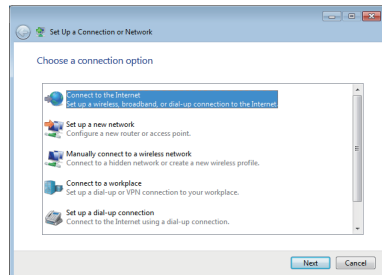 Set Up a Connection or Network
Choose a connection option
Connect to the Internet
Set up a wireless, broadband, or dial-up connection to the Internet.
Set up a new network
Configure a new router or access point.
Manually connect to a wireless network
Connect to a hidden network or create a new wireless profile.
Connect to a workplace
Set up a dial-up or VPN connection to your workplace.
Set up a dial-up connection
Connect to the Internet using a dial-up connection.
Next
Cancel